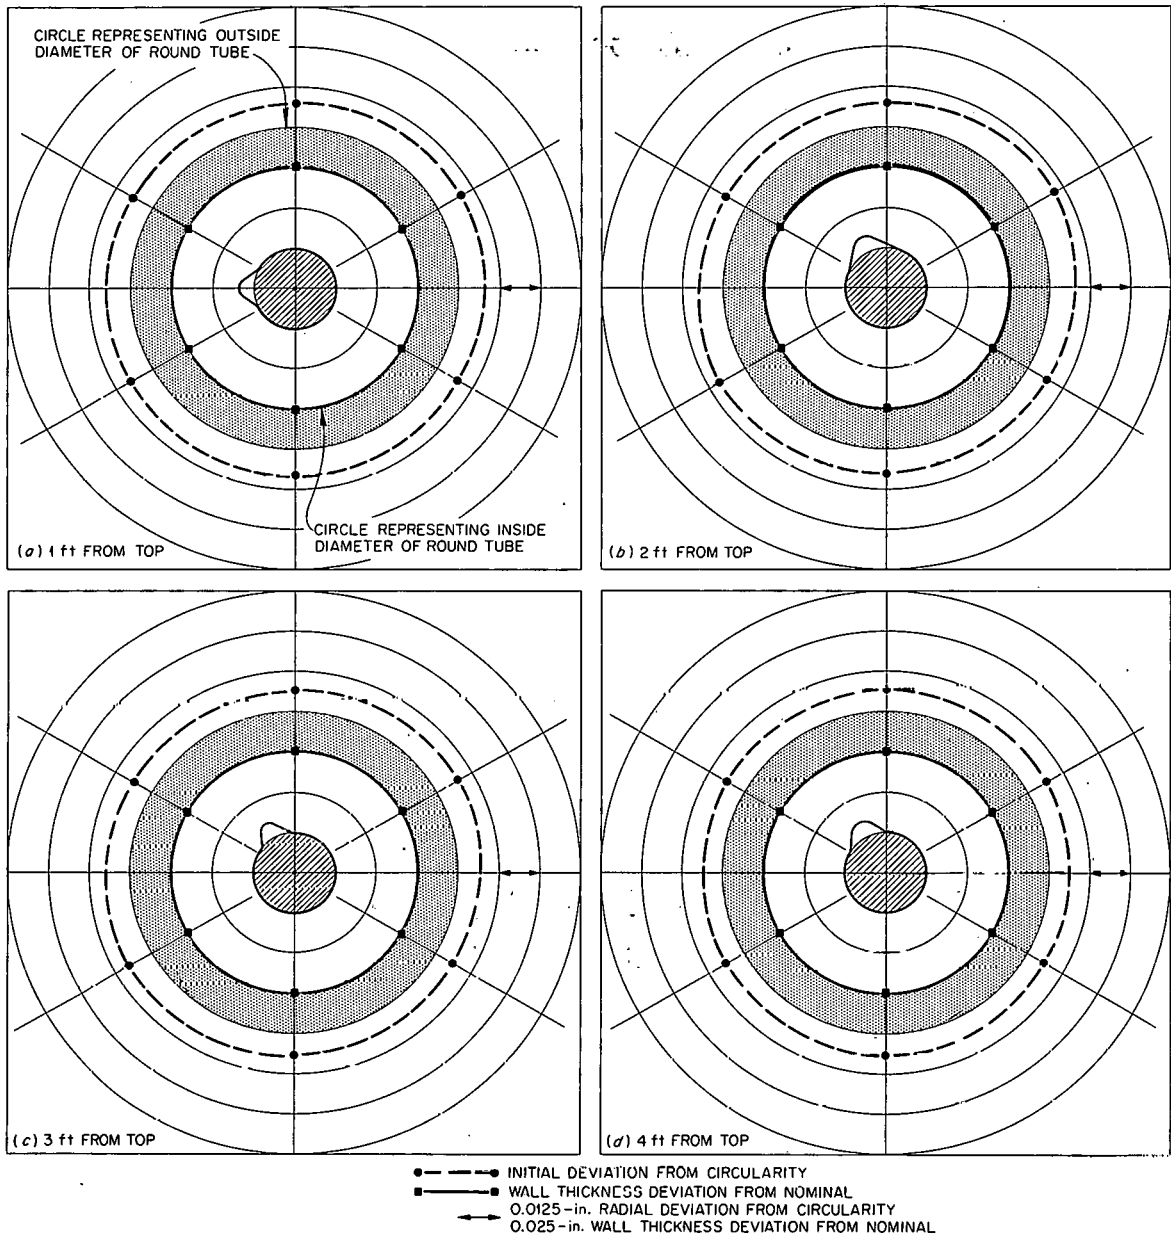 CIRCLE REPRESENTING OUTSIDE
DIAMETER OF ROUND TUBE
CIRCLE REPRESENTING INSIDE
DIAMETER OF ROUND TUBE
(a) 1 ft FROM TOP
(b) 2 ft FROM TOP
(c) 3 ft FROM TOP
(d) 4 ft FROM TOP
INITIAL DEVIATION FROM CIRCULARITY
WALL THICKNESS DEVIATION FROM NOMINAL
0.0125-in. RADIAL DEVIATION FROM CIRCULARITY
0.025-in. WALL THICKNESS DEVIATION FROM NOMINAL